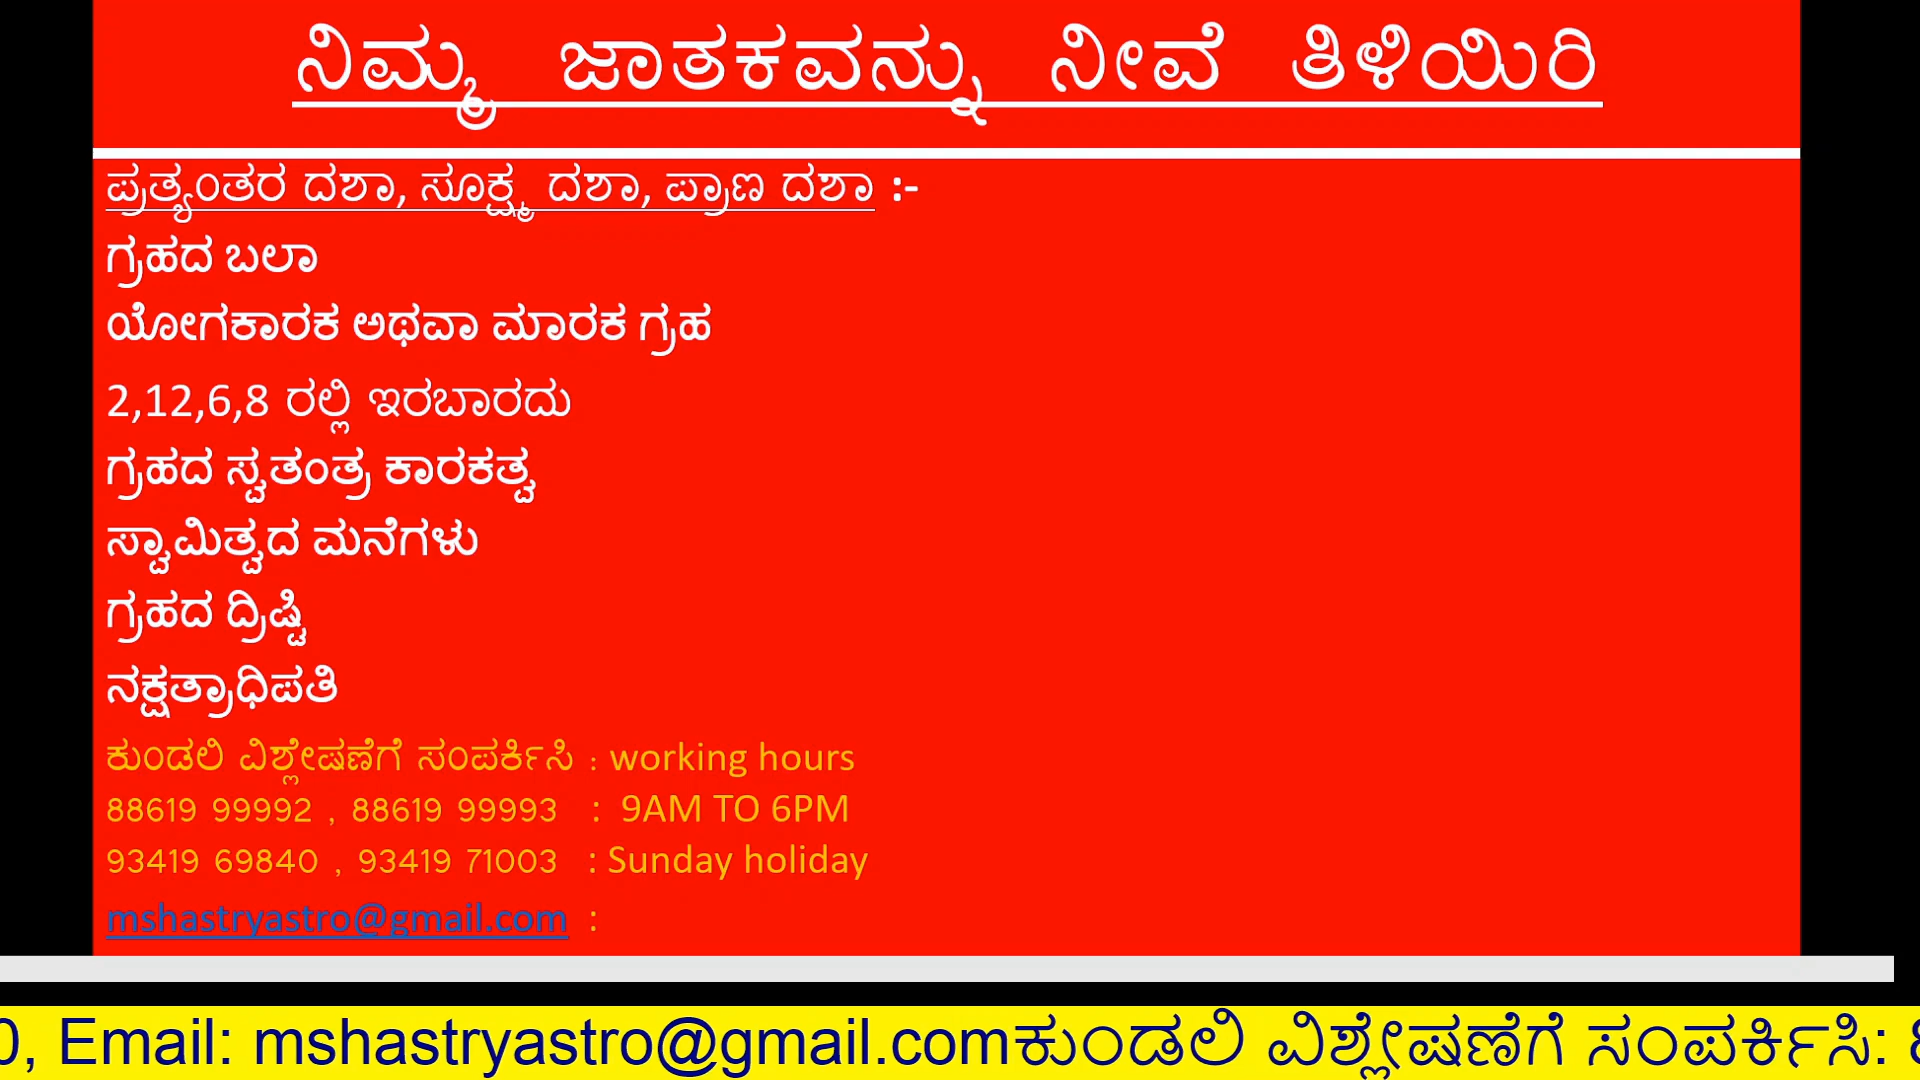 ನಿಮ್ಮ ಜಾತಕವನ್ನು ನೀವೆ ತಿಳಿಯಿರಿ
ಪ್ರತ್ಯಂತರ ದಶಾ, ಸೂಕ್ಷ್ಮ ದಶಾ, ಪ್ರಾಣ ದಶಾ :-
ಗ್ರಹದ ಬಲಾ
ಯೋಗಕಾರಕ ಅಥವಾ ಮಾರಕ ಗ್ರಹ
2,12,6,8 ರಲ್ಲಿ ಇರಬಾರದು
ಗ್ರಹದ ಸ್ವತಂತ್ರ ಕಾರಕತ್ವ
ಸ್ವಾಮಿತ್ವದ ಮನೆಗಳು
ಗ್ರಹದ ದ್ರಿಷ್ಟಿ
ನಕ್ಷತ್ರಾಧಿಪತಿ
ಕುಂಡಲಿ ವಿಶ್ಲೇಷಣೆಗೆ ಸಂಪರ್ಕಿಸಿ : working hours
88619 99992 , 88619 99993 : 9AM TO 6PM
93419 69840 , 93419 71003 : Sunday holiday
mshastryastro@gmail.com :
0, Email: mshastryastro@gmail.comಕುಂಡಲಿ ವಿಶ್ಲೇಷಣೆಗೆ ಸಂಪರ್ಕಿಸಿ: 8